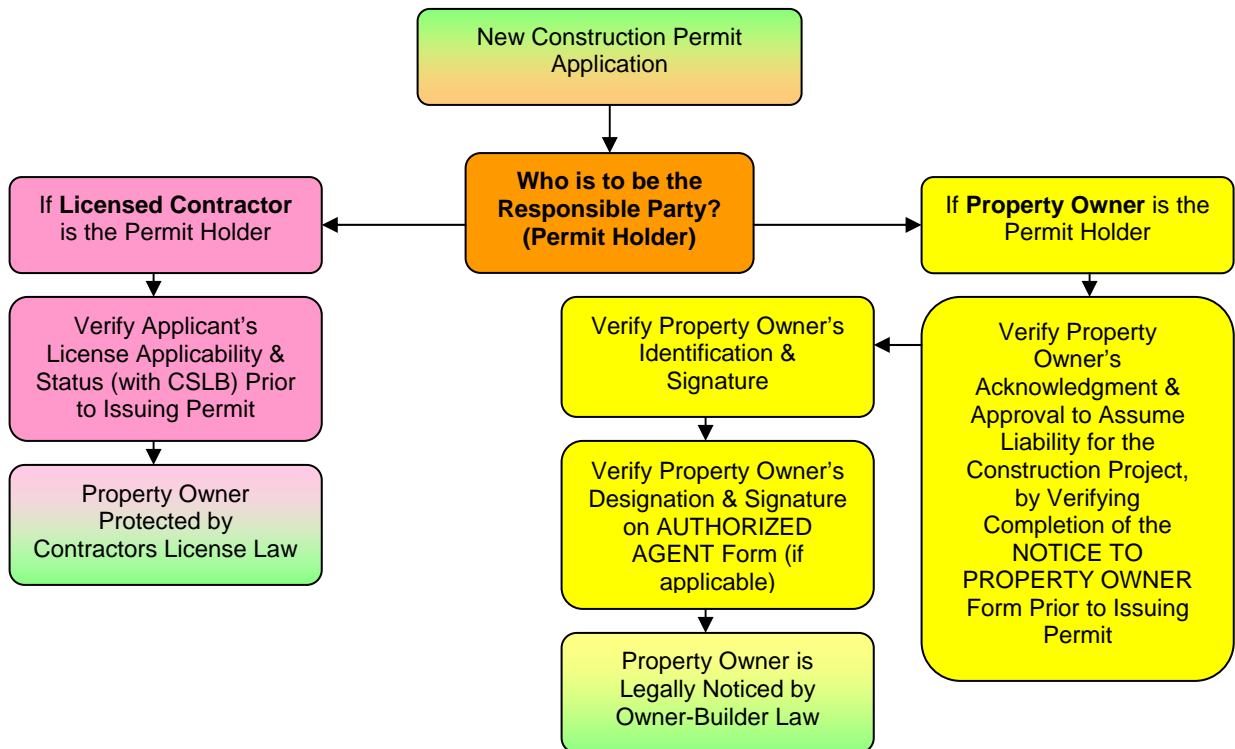 New Construction Permit
Application
Who is to be the
Responsible Party?
(Permit Holder)
If Licensed Contractor
is the Permit Holder
Verify Applicant’s
License Applicability &
Status (with CSLB) Prior
to Issuing Permit
Property Owner
Protected by
Contractors License Law
If Property Owner is the
Permit Holder
Verify Property
Owner’s
Acknowledgment &
Approval to Assume
Liability for the
Construction Project,
by Verifying
Completion of the
NOTICE TO
PROPERTY OWNER
Form Prior to Issuing
Permit
Verify Property Owner’s
Identification &
Signature
Verify Property Owner’s
Designation & Signature
on AUTHORIZED
AGENT Form (if
applicable)
Property Owner is
Legally Noticed by
Owner-Builder Law